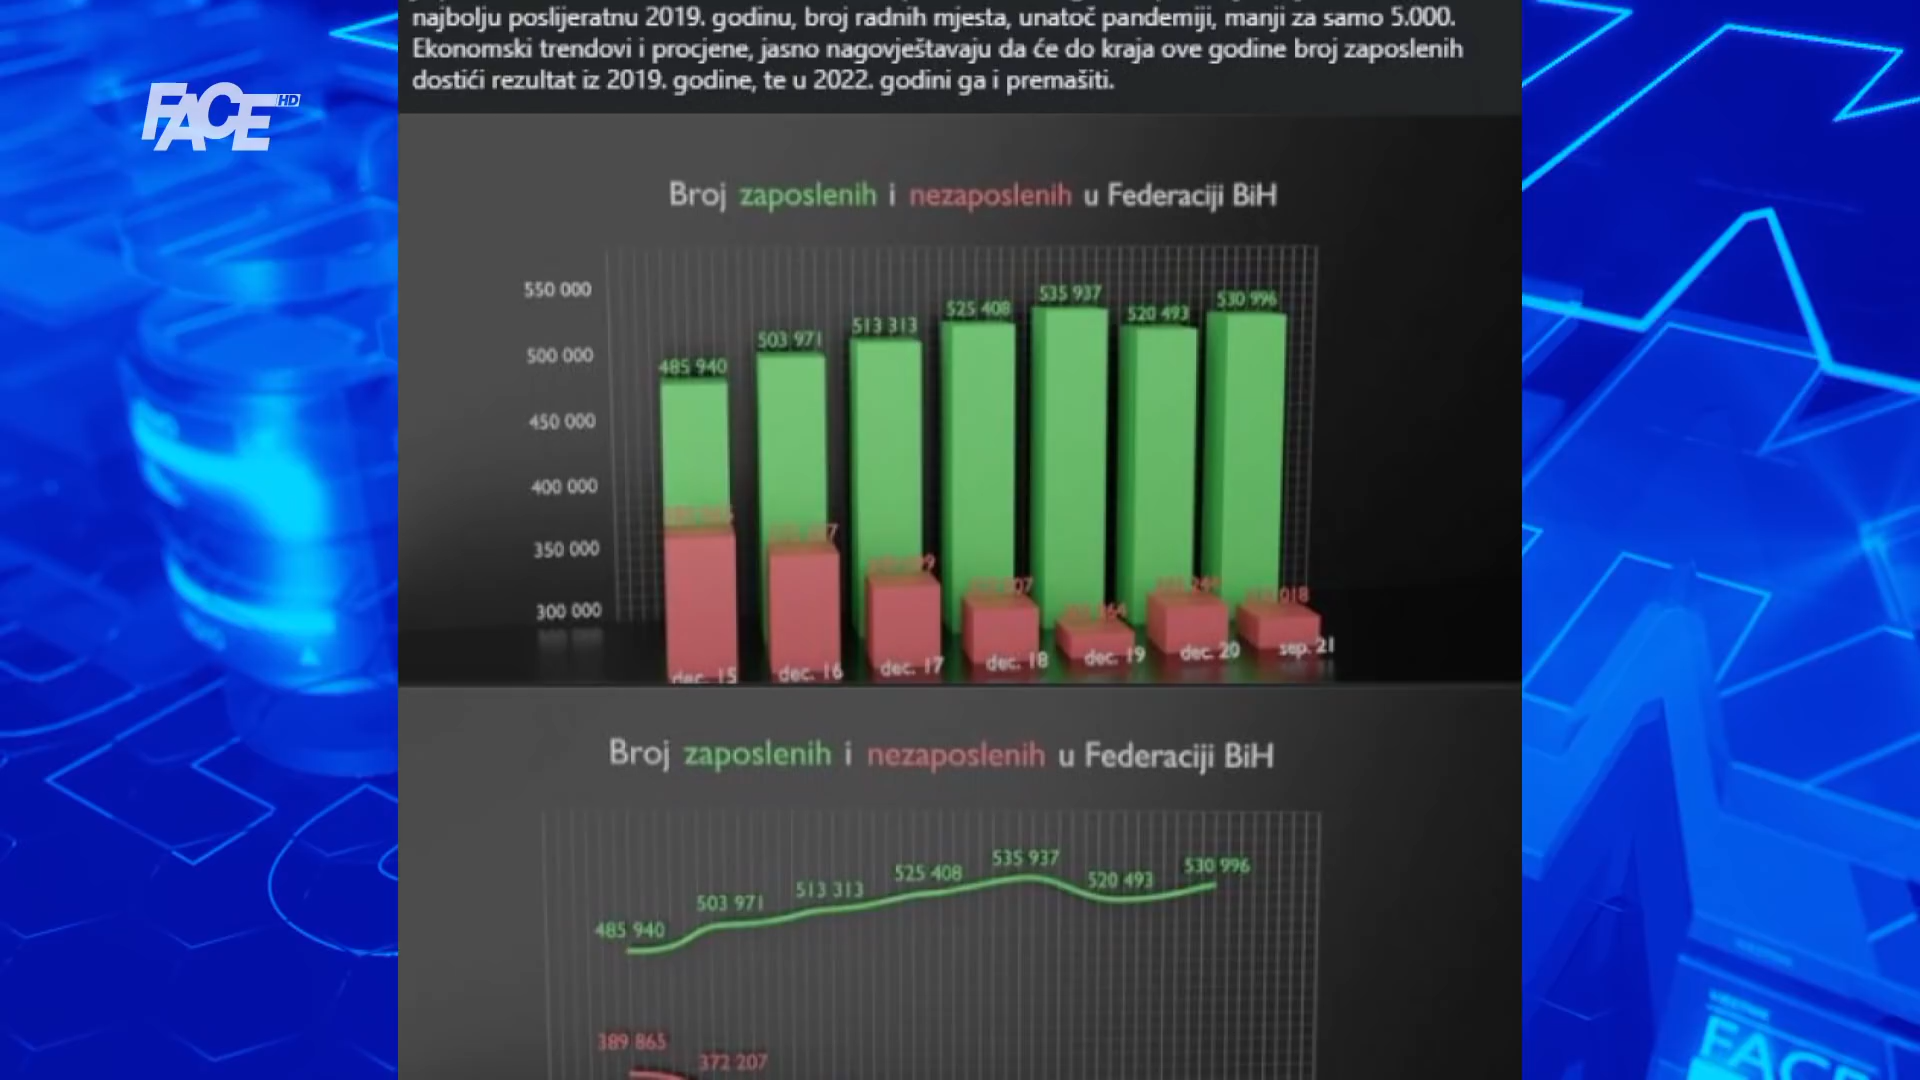 najbolju poslijeratnu 2019. godinu, broj radnih mjesta, unatoč pandemiji, manji za samo 5.000.
Ekonomski trendovi i procjene, jasno nagovještavaju da će do kraja ove godine broj zaposlenih
dostići rezultat iz 2019. godine, te u 2022. godini ga i premašiti.
FACE HD
Broj zaposlenih i nezaposlenih u Federaciji BiH
550 000
500 000
450 000
400 000
350 000
300 000
485 940
503 971
513 313
525 408
535 937
520 493
530 996
dec. 15
dec. 16
dec. 17
dec. 18
dec. 19
dec. 20
sep. 21
Broj zaposlenih i nezaposlenih u Federaciji BiH
485 940
503 971
513 313
525 408
535 937
520 493
530 996
389 865
372 207
FACE